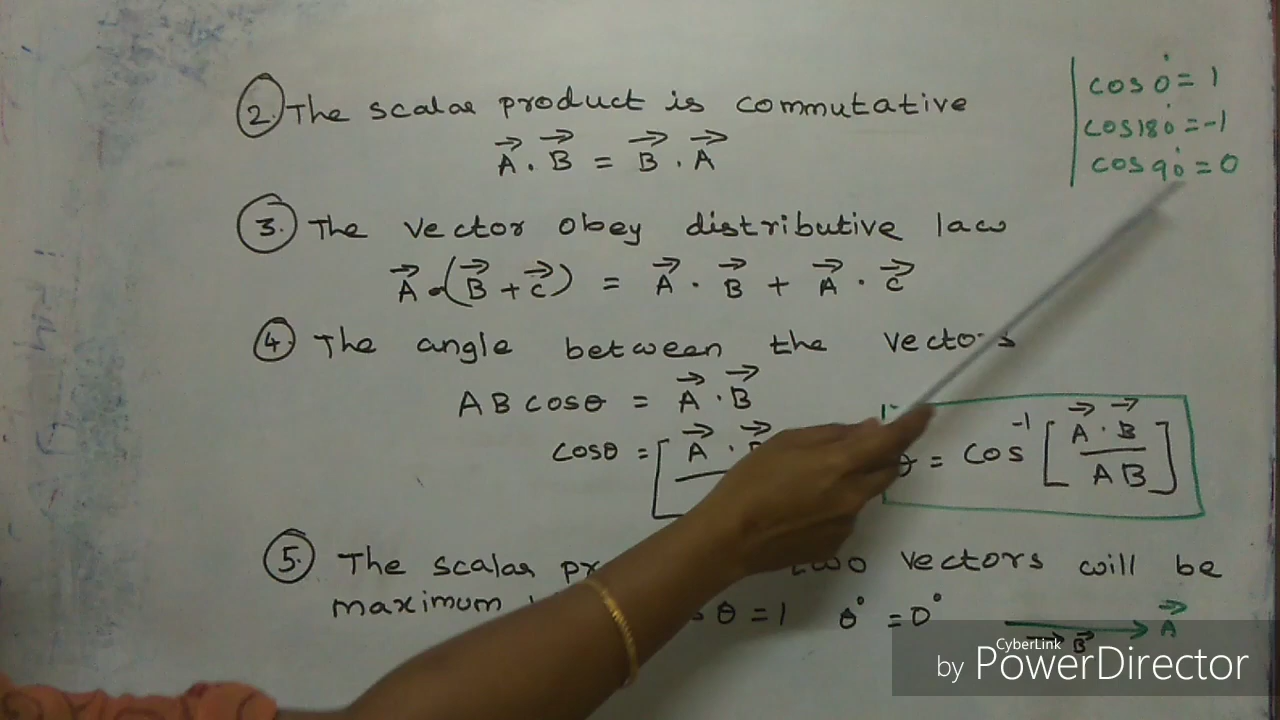 ② The scalar product is commutative
A⃗ . B⃗ = B⃗ . A⃗
③ The vector obey distributive law
A⃗ . (B⃗ + C⃗) = A⃗ . B⃗ + A⃗ . C⃗
④ The angle between the vectors
AB cosθ = A⃗ . B⃗
cosθ = [ A⃗ .
θ = cos⁻¹ [ A⃗ . B⃗ / AB ]
⑤ The scalar two vectors will be
maximum θ = 1 θ° = 0° A⃗
B⃗
cos 0° = 1
cos 180° = -1
cos 90° = 0
CyberLink
by PowerDirector